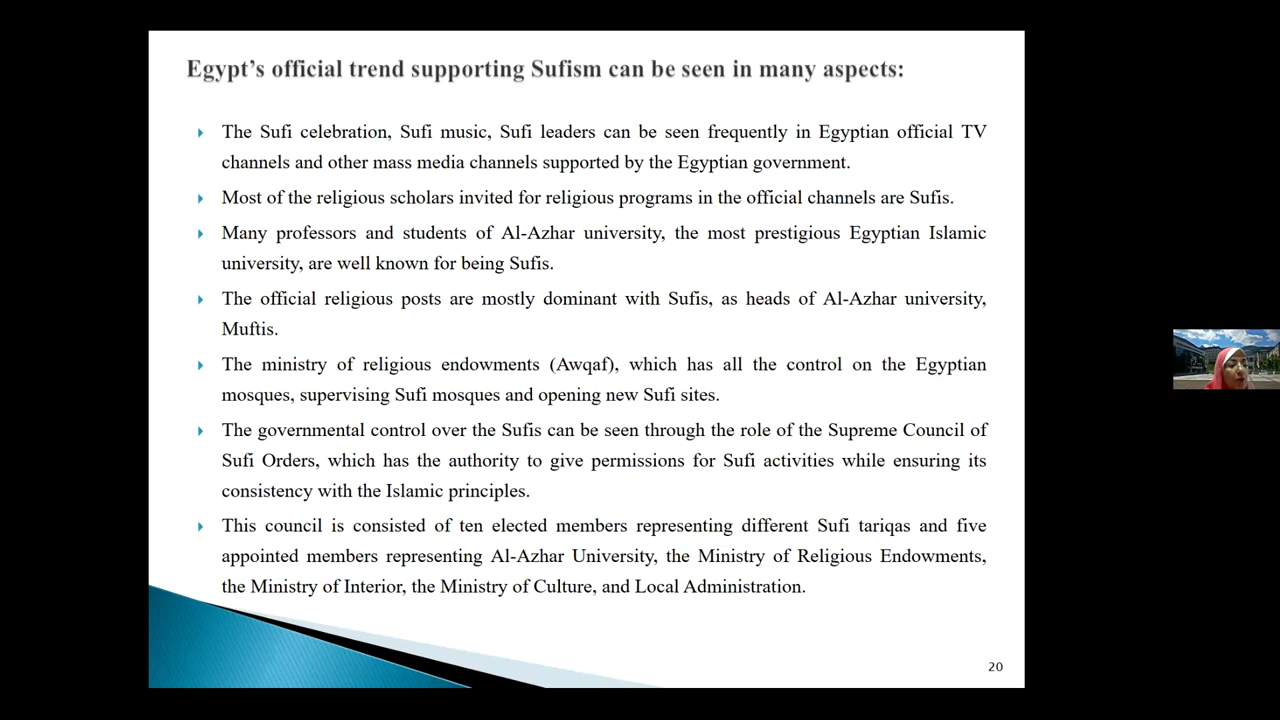 Egypt’s official trend supporting Sufism can be seen in many aspects:
The Sufi celebration, Sufi music, Sufi leaders can be seen frequently in Egyptian official TV
channels and other mass media channels supported by the Egyptian government.
Most of the religious scholars invited for religious programs in the official channels are Sufis.
Many professors and students of Al-Azhar university, the most prestigious Egyptian Islamic
university, are well known for being Sufis.
The official religious posts are mostly dominant with Sufis, as heads of Al-Azhar university,
Muftis.
The ministry of religious endowments (Awqaf), which has all the control on the Egyptian
mosques, supervising Sufi mosques and opening new Sufi sites.
The governmental control over the Sufis can be seen through the role of the Supreme Council of
Sufi Orders, which has the authority to give permissions for Sufi activities while ensuring its
consistency with the Islamic principles.
This council is consisted of ten elected members representing different Sufi tariqas and five
appointed members representing Al-Azhar University, the Ministry of Religious Endowments,
the Ministry of Interior, the Ministry of Culture, and Local Administration.
20